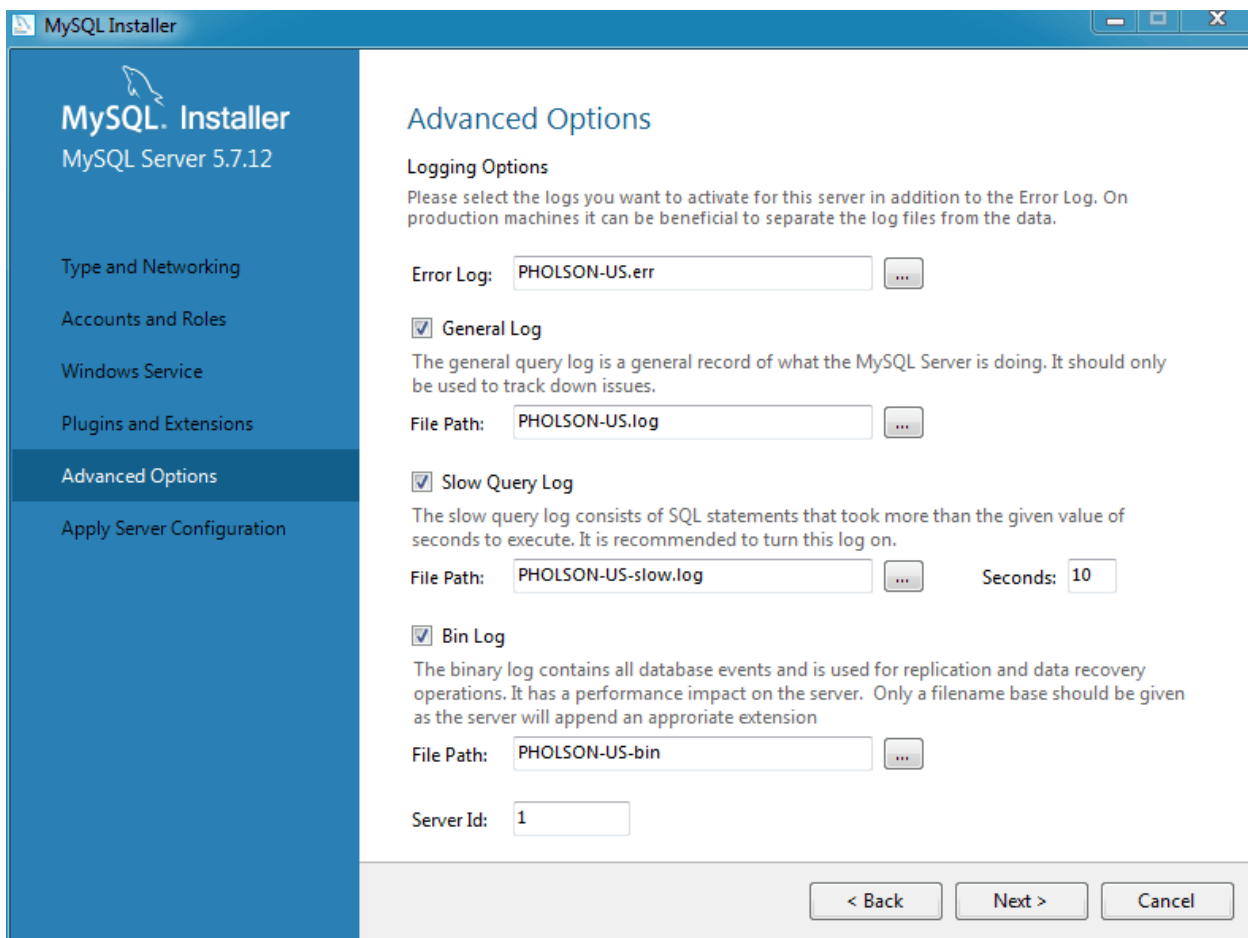 MySQL Installer
MySQL. Installer
MySQL Server 5.7.12
Type and Networking
Accounts and Roles
Windows Service
Plugins and Extensions
Advanced Options
Apply Server Configuration
Advanced Options
Logging Options
Please select the logs you want to activate for this server in addition to the Error Log. On
production machines it can be beneficial to separate the log files from the data.
Error Log: PHOLSON-US.err ...
General Log
The general query log is a general record of what the MySQL Server is doing. It should only
be used to track down issues.
File Path: PHOLSON-US.log ...
Slow Query Log
The slow query log consists of SQL statements that took more than the given value of
seconds to execute. It is recommended to turn this log on.
File Path: PHOLSON-US-slow.log ... Seconds: 10
Bin Log
The binary log contains all database events and is used for replication and data recovery
operations. It has a performance impact on the server.  Only a filename base should be given
as the server will append an approriate extension
File Path: PHOLSON-US-bin ...
Server Id: 1
< Back Next > Cancel